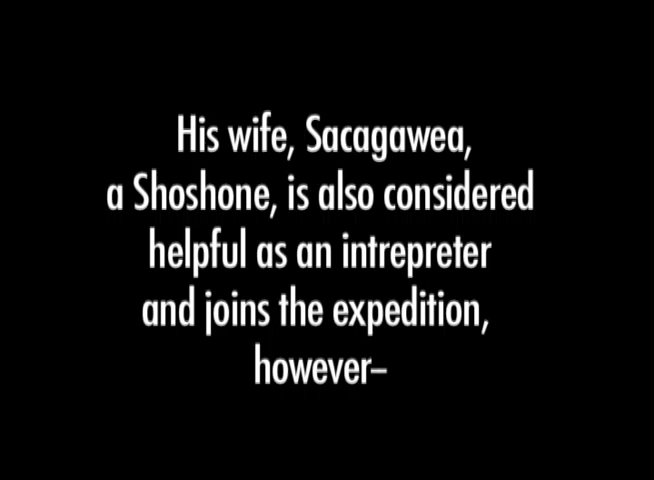 His wife, Sacagawea,
a Shoshone, is also considered
helpful as an intrepreter
and joins the expedition,
however–